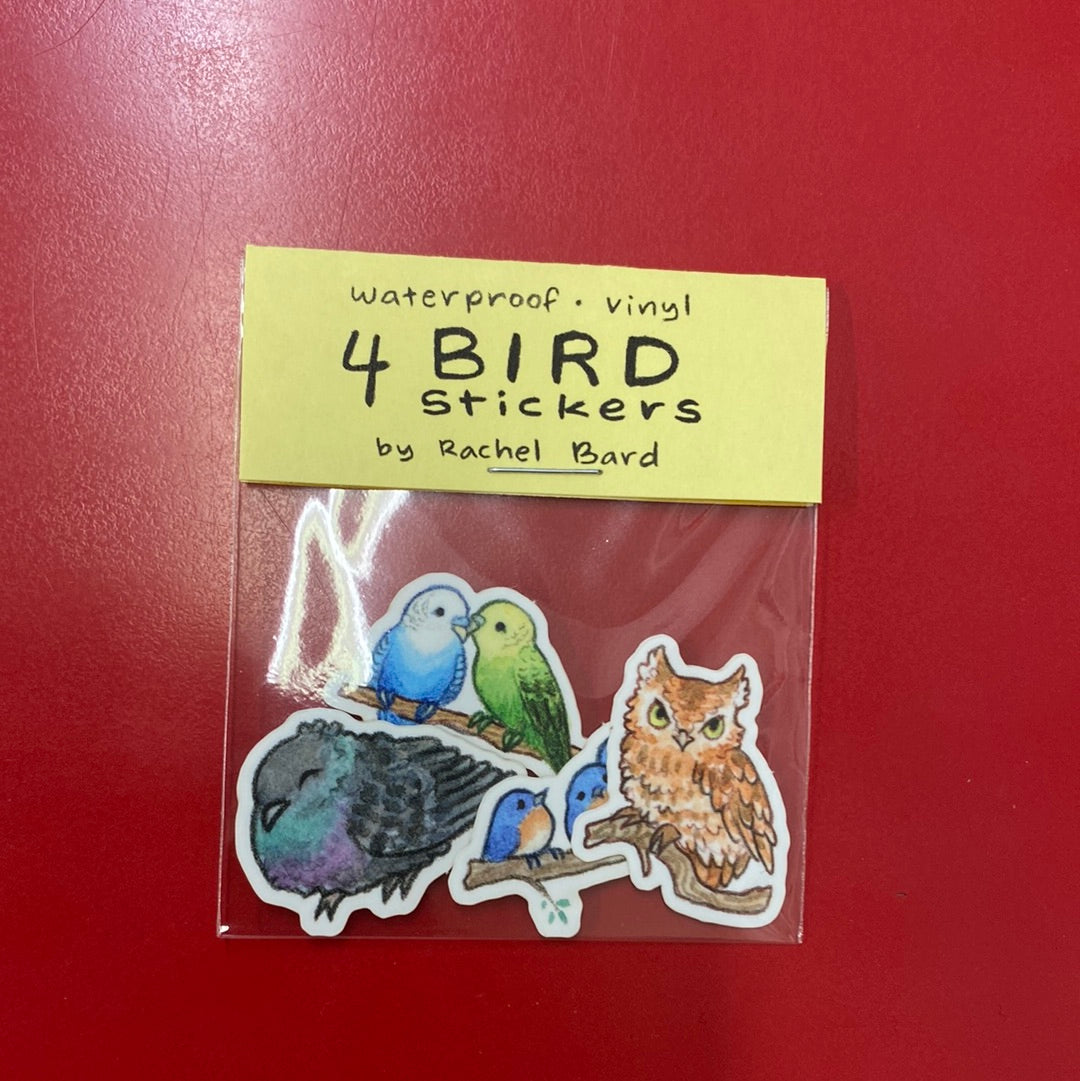 waterproof · vinyl
4 BIRD
Stickers
by Rachel Bard